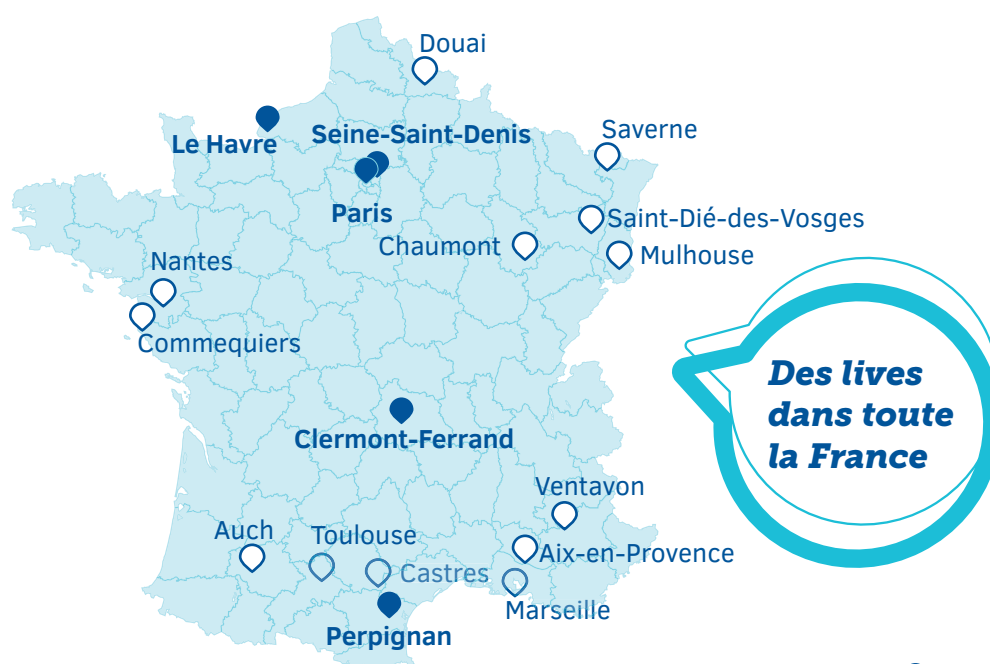 Douai
Le Havre
Seine-Saint-Denis
Saverne
Paris
Saint-Dié-des-Vosges
Chaumont
Mulhouse
Nantes
Commequiers
Des lives
dans toute
la France
Clermont-Ferrand
Ventavon
Auch
Toulouse
Aix-en-Provence
Castres
Marseille
Perpignan